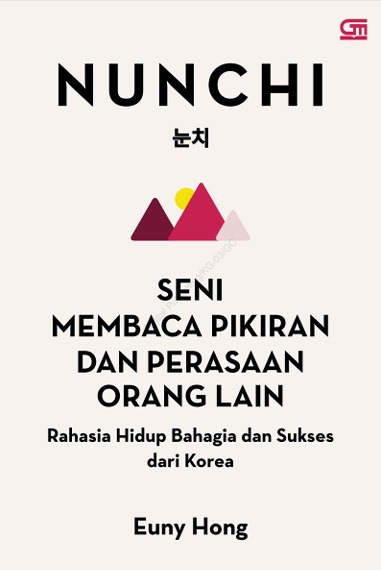 GM
NUNCHI
눈치
SENI
MEMBACA PIKIRAN
DAN PERASAAN
ORANG LAIN
Rahasia Hidup Bahagia dan Sukses
dari Korea
Euny Hong